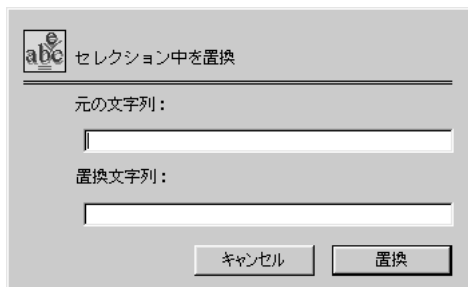 abc e
セレクション中を置換
元の文字列：
置換文字列：
キャンセル
置換